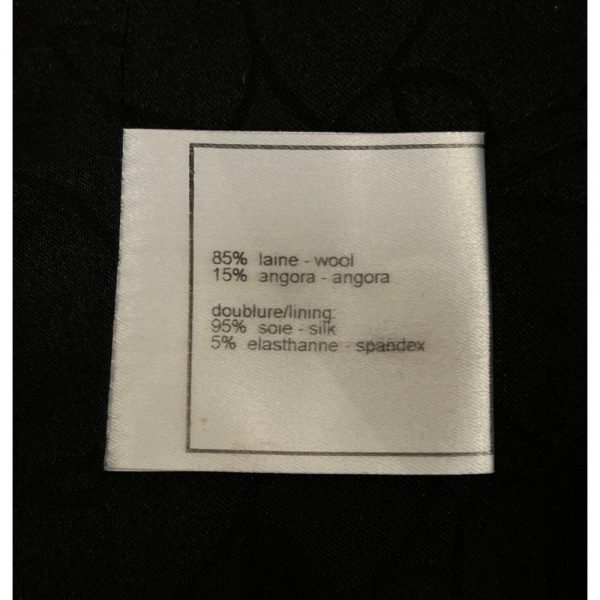 85% laine - wool
15% angora - angora
doublure/lining:
95% soie - silk
5% elasthanne - spandex